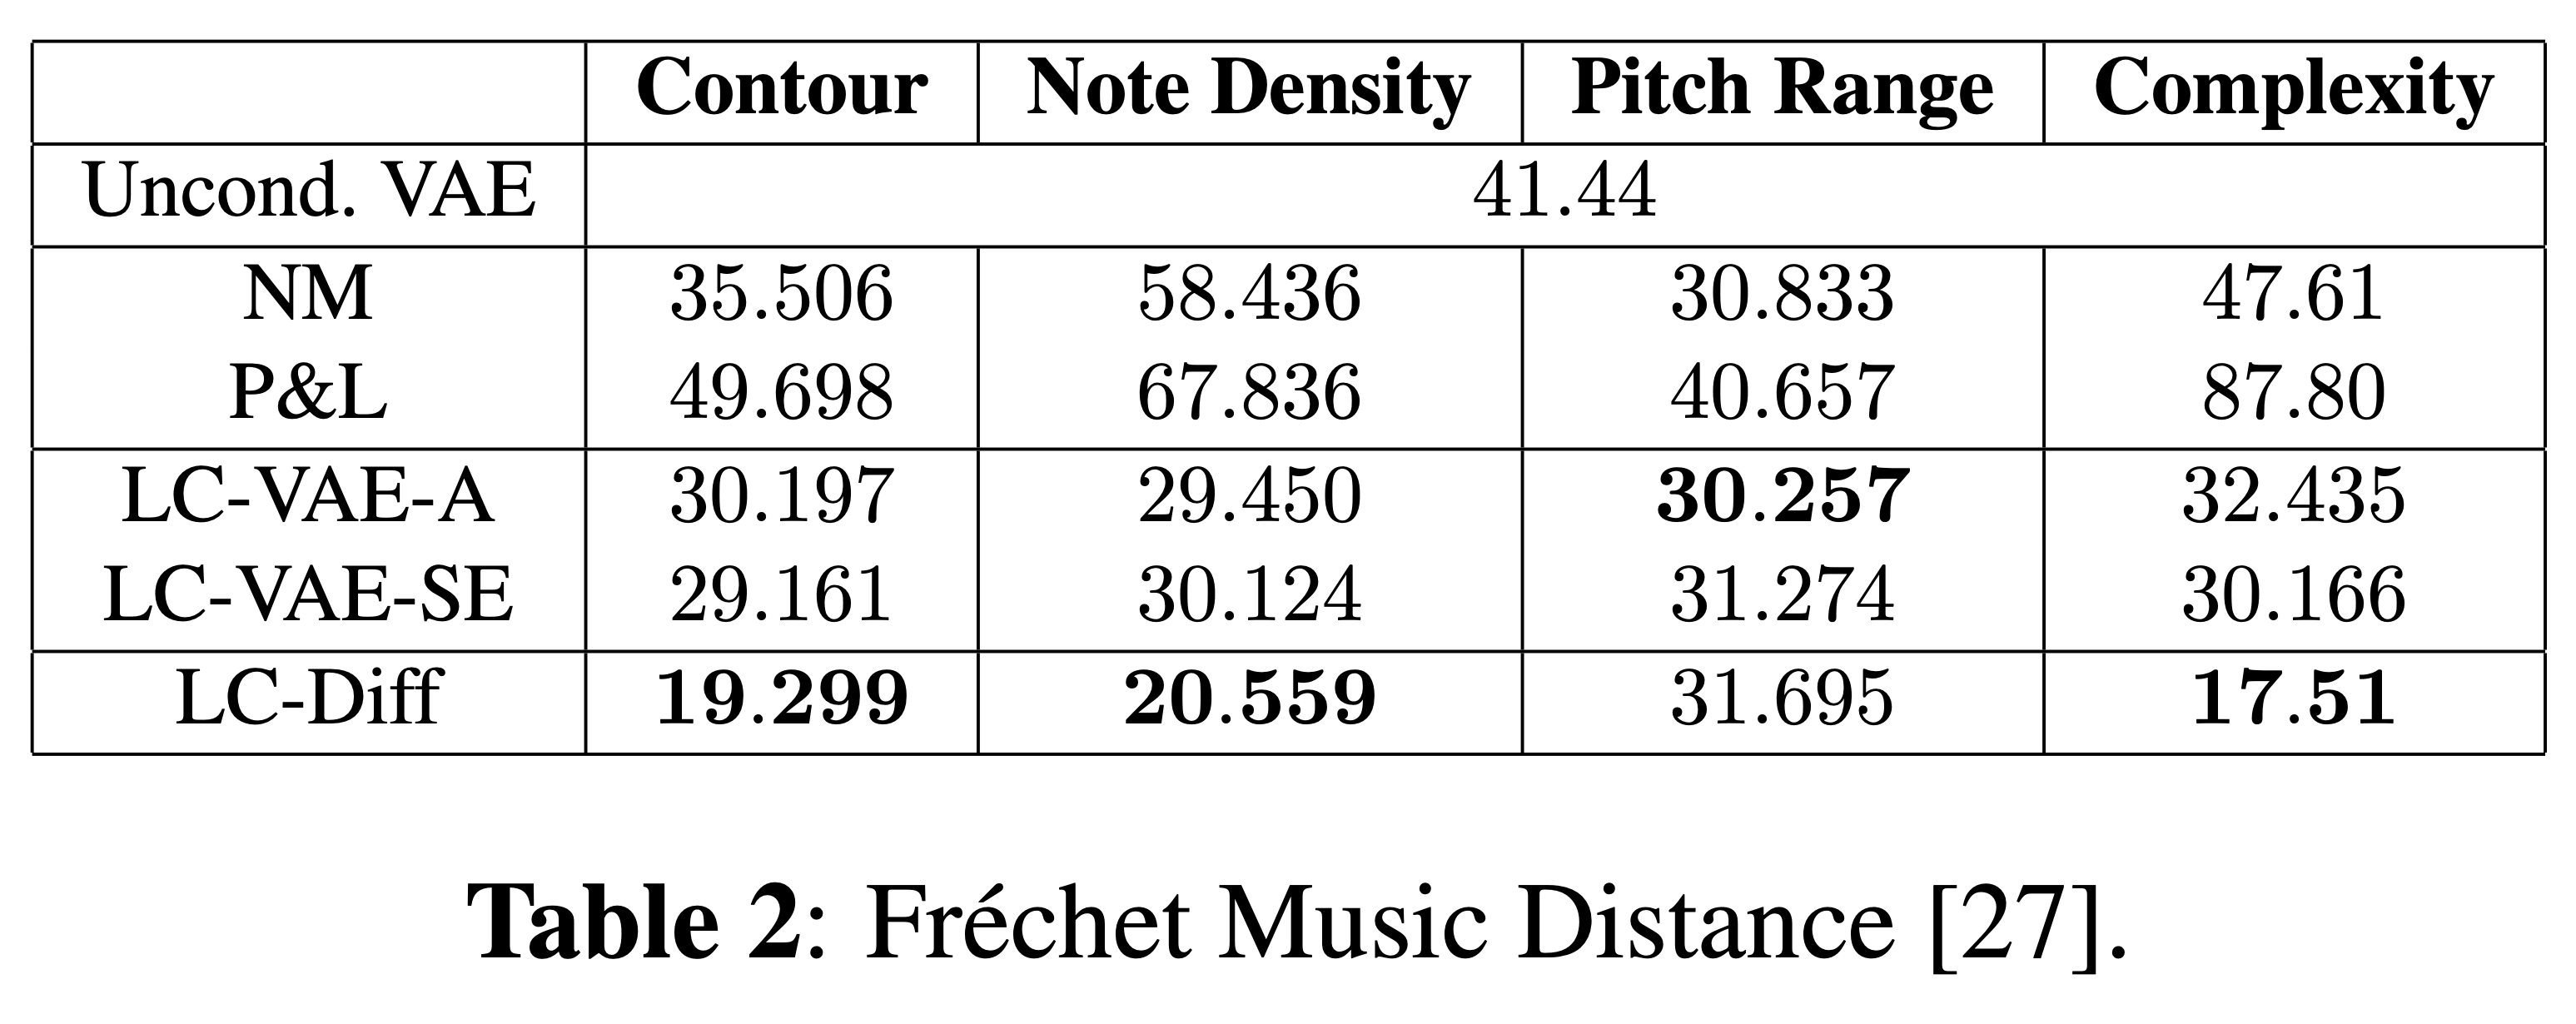 Contour Note Density Pitch Range Complexity
Uncond. VAE 41.44
NM 35.506 58.436 30.833 47.61
P&L 49.698 67.836 40.657 87.80
LC-VAE-A 30.197 29.450 30.257 32.435
LC-VAE-SE 29.161 30.124 31.274 30.166
LC-Diff 19.299 20.559 31.695 17.51
Table 2: Fréchet Music Distance [27].